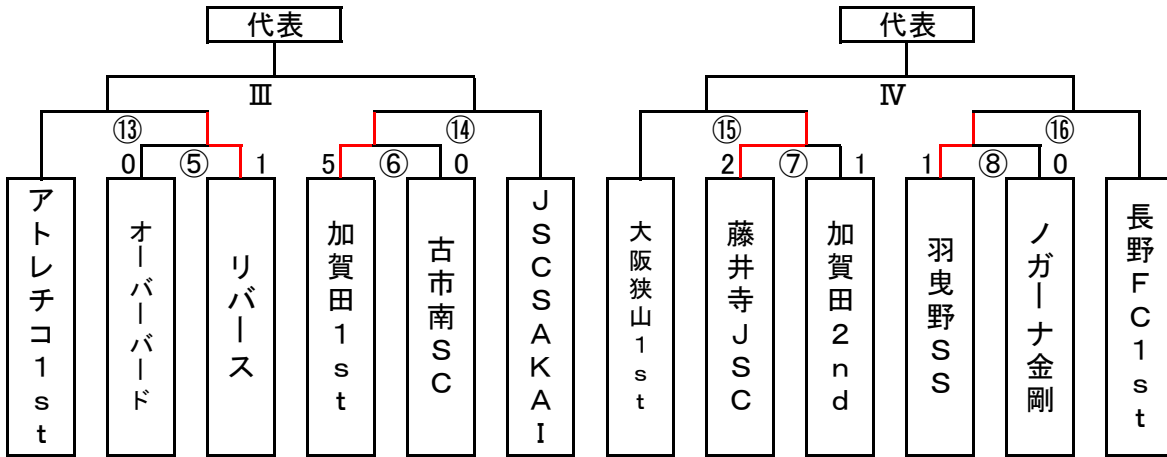 代表
代表
Ⅲ
Ⅳ
⑬
⑭
⑮
⑯
0
⑤
1
5
⑥
0
2
⑦
1
1
⑧
0
アトレチコ1st
オーバーバード
リバース
加賀田1st
古市南SC
JSCSAKAI
大阪狭山1st
藤井寺JSC
加賀田2nd
羽曳野SS
ノガーナ金剛
長野FC1st